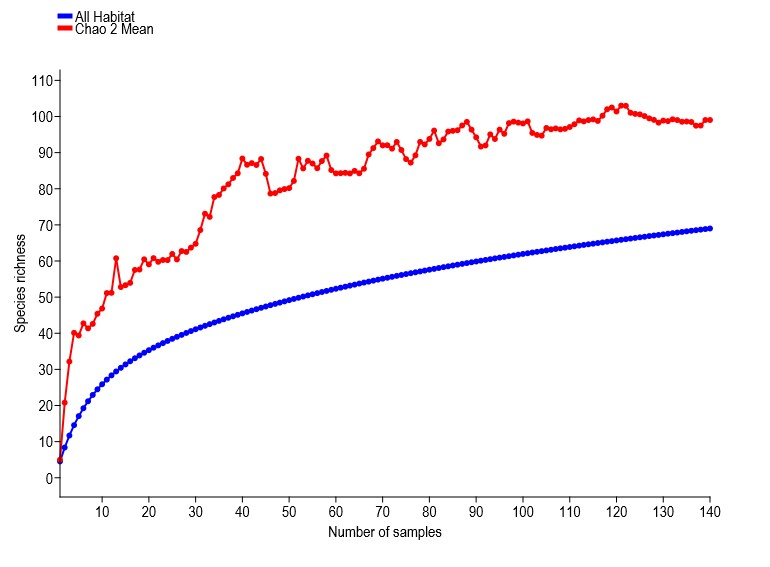 All Habitat
Chao 2 Mean
110
100
90
80
70
60
50
40
30
20
10
0
Species richness
10 20 30 40 50 60 70 80 90 100 110 120 130 140
Number of samples